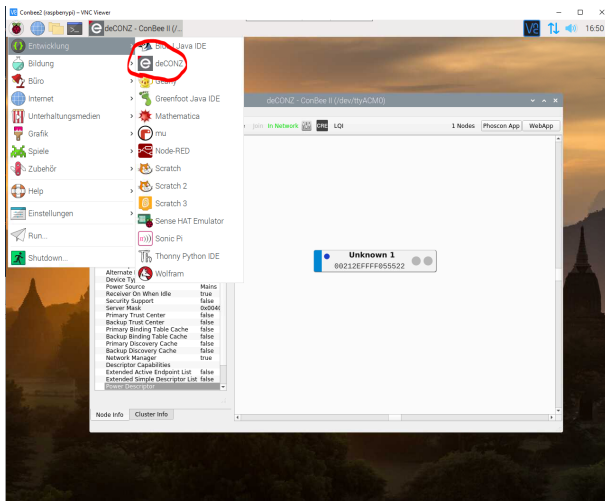 Conbee2 (raspberrypi) - VNC Viewer
deCONZ - ConBee II (/...
16:50
Entwicklung
Bildung
Büro
Internet
Unterhaltungsmedien
Grafik
Spiele
Zubehör
Help
Einstellungen
Run...
Shutdown...
BlueJ Java IDE
deCONZ
Geany
Greenfoot Java IDE
Mathematica
mu
Node-RED
Scratch
Scratch 2
Scratch 3
Sense HAT Emulator
Sonic Pi
Thonny Python IDE
Wolfram
deCONZ - ConBee II (/dev/ttyACM0)
Join In Network CRE LQI 1 Nodes Phoscon App WebApp
Unknown 1
00212EFFFF055522
Alternate
Device Ty
Power Source Mains
Receiver On When Idle true
Security Support false
Server Mask 0x004
Primary Trust Center false
Backup Trust Center false
Primary Binding Table Cache false
Backup Binding Table Cache false
Primary Discovery Cache false
Backup Discovery Cache false
Network Manager true
Descriptor Capabilities
Extended Active Endpoint List false
Extended Simple Descriptor List false
Power Descriptor
Node Info Cluster Info